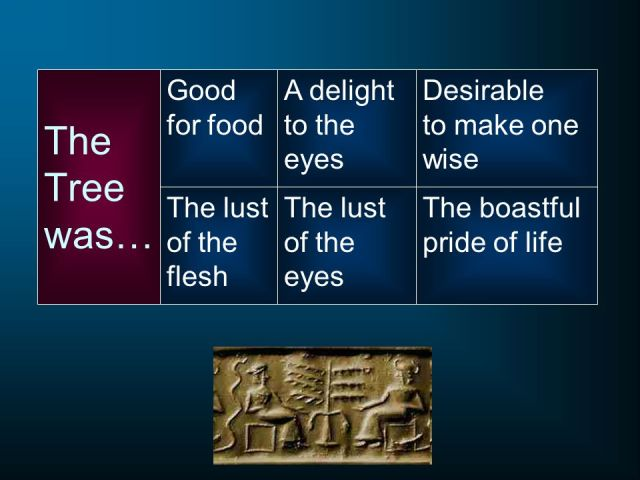 The
Tree
was…
Good
for food
A delight
to the
eyes
Desirable
to make one
wise
The lust
of the
flesh
The lust
of the
eyes
The boastful
pride of life